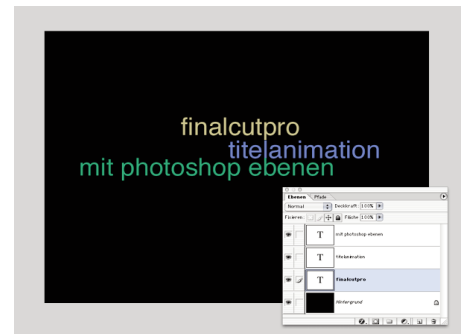 finalcutpro
titelanimation
mit photoshop ebenen
Ebenen Pfade
Normal Deckkraft: 100%
Fixieren: Fläche: 100%
T mit photoshop ebenen
T titelanimation
T finalcutpro
Hintergrund